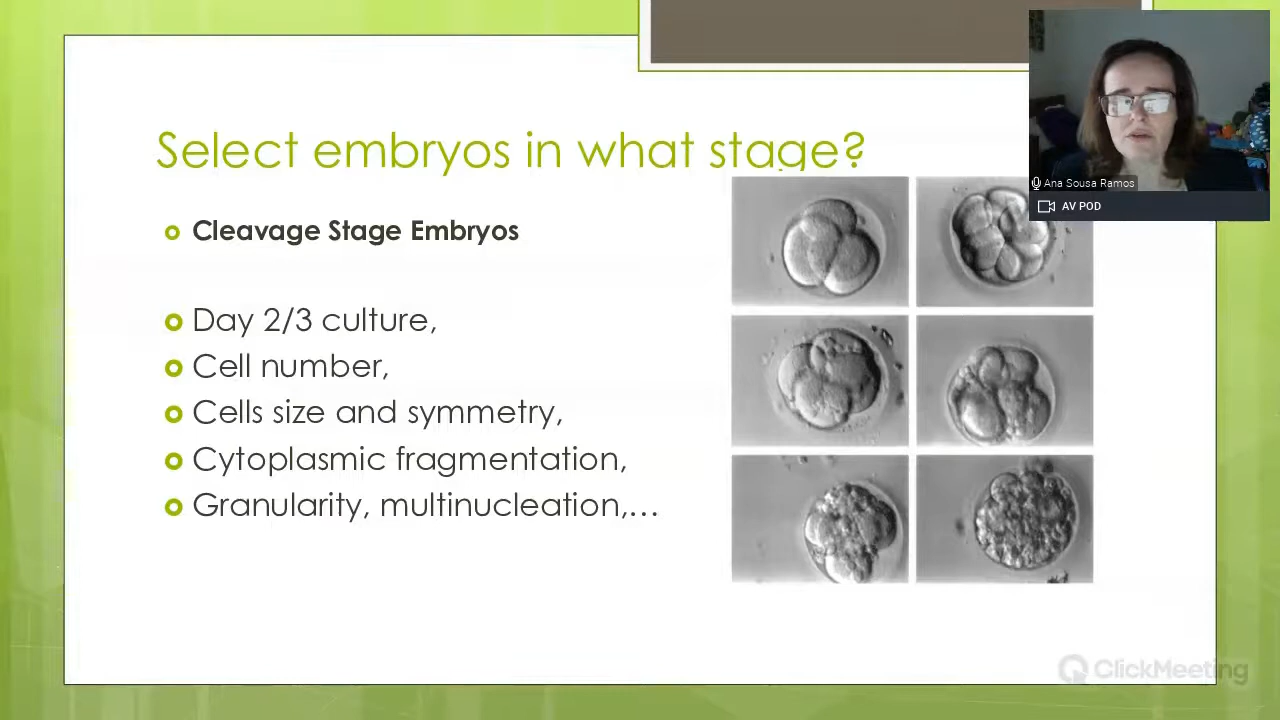 Select embryos in what stage?
Cleavage Stage Embryos
Day 2/3 culture,
Cell number,
Cells size and symmetry,
Cytoplasmic fragmentation,
Granularity, multinucleation,…
Ana Sousa Ramos
AV POD
ClickMeeting